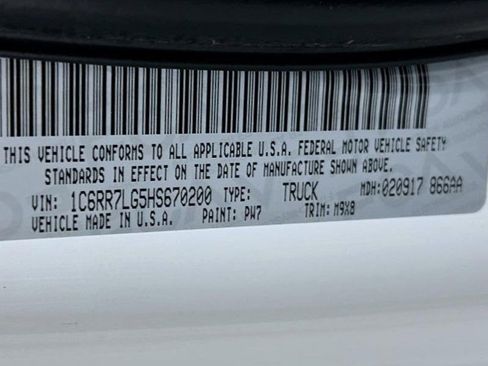 THIS VEHICLE CONFORMS TO ALL APPLICABLE U.S.A. FEDERAL MOTOR VEHICLE SAFETY
STANDARDS IN EFFECT ON THE DATE OF MANUFACTURE SHOWN ABOVE.
VIN: 1C6RR7LG5HS670200 TYPE: TRUCK MDH:020917 866AA
VEHICLE MADE IN U.S.A. PAINT: PW7 TRIM: M9X8